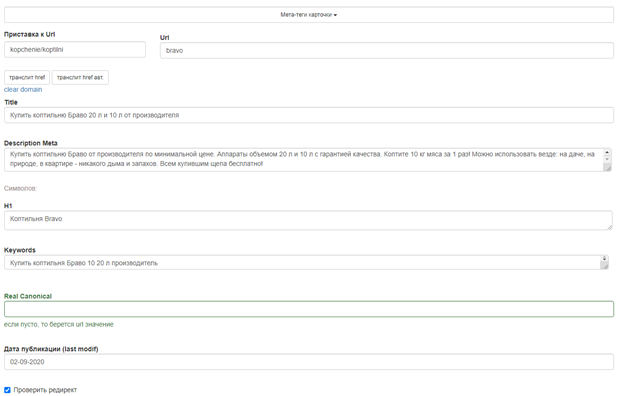 Мета-теги карточки
Приставка к Url
Url
kopchenie/koptilni
bravo
транслит href
транслит href авт.
clear domain
Title
Купить коптильню Браво 20 л и 10 л от производителя
Description Meta
Купить коптильню Браво от производителя по минимальной цене. Аппараты объемом 20 л и 10 л с гарантией качества. Коптите 10 кг мяса за 1 раз! Можно использовать везде: на даче, на
природе, в квартире - никакого дыма и запахов. Всем купившим щепа бесплатно!
Символов:
H1
Коптильня Bravo
Keywords
Купить коптильня Браво 10 20 л производитель
Real Canonical
если пусто, то берется url значение
Дата публикации (last modif)
02-09-2020
Проверить редирект